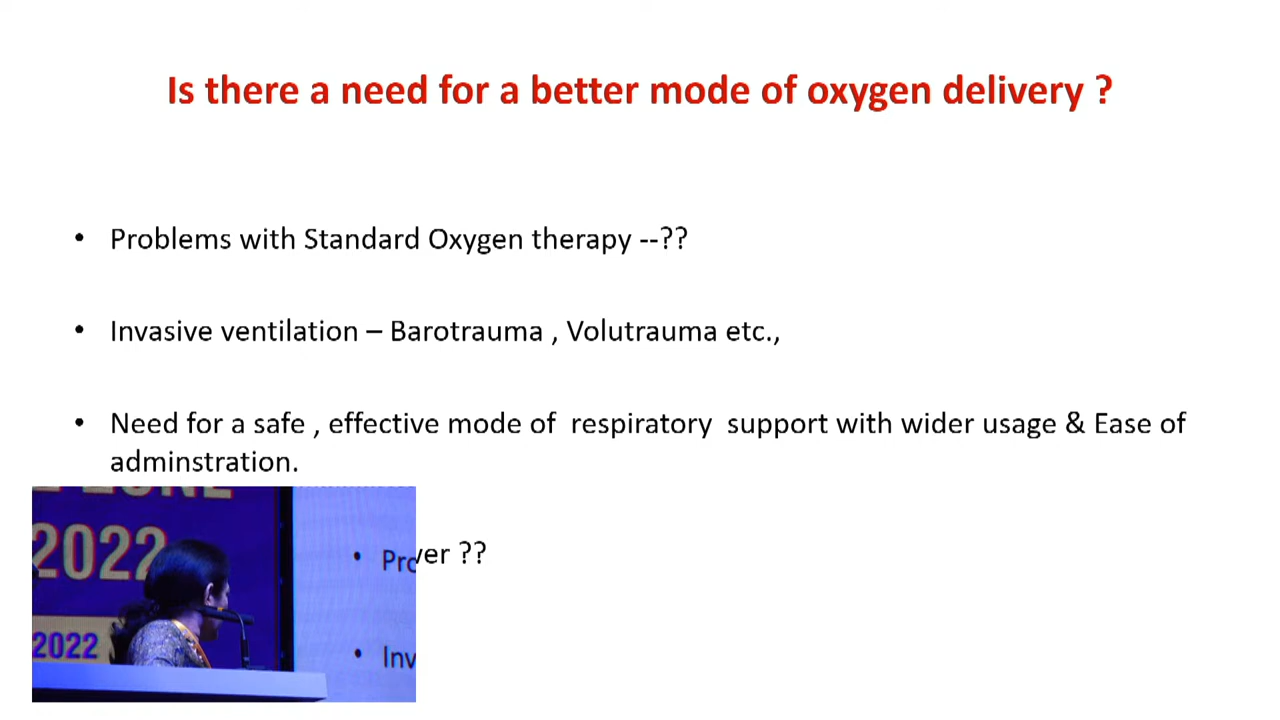 Is there a need for a better mode of oxygen delivery ?
• Problems with Standard Oxygen therapy --??
• Invasive ventilation – Barotrauma , Volutrauma etc.,
• Need for a safe , effective mode of respiratory support with wider usage & Ease of
adminstration.
??
2022
2022
• Pro
• Inv